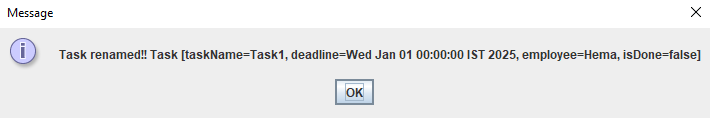 Message
Task renamed!! Task [taskName=Task1, deadline=Wed Jan 01 00:00:00 IST 2025, employee=Hema, isDone=false]
OK